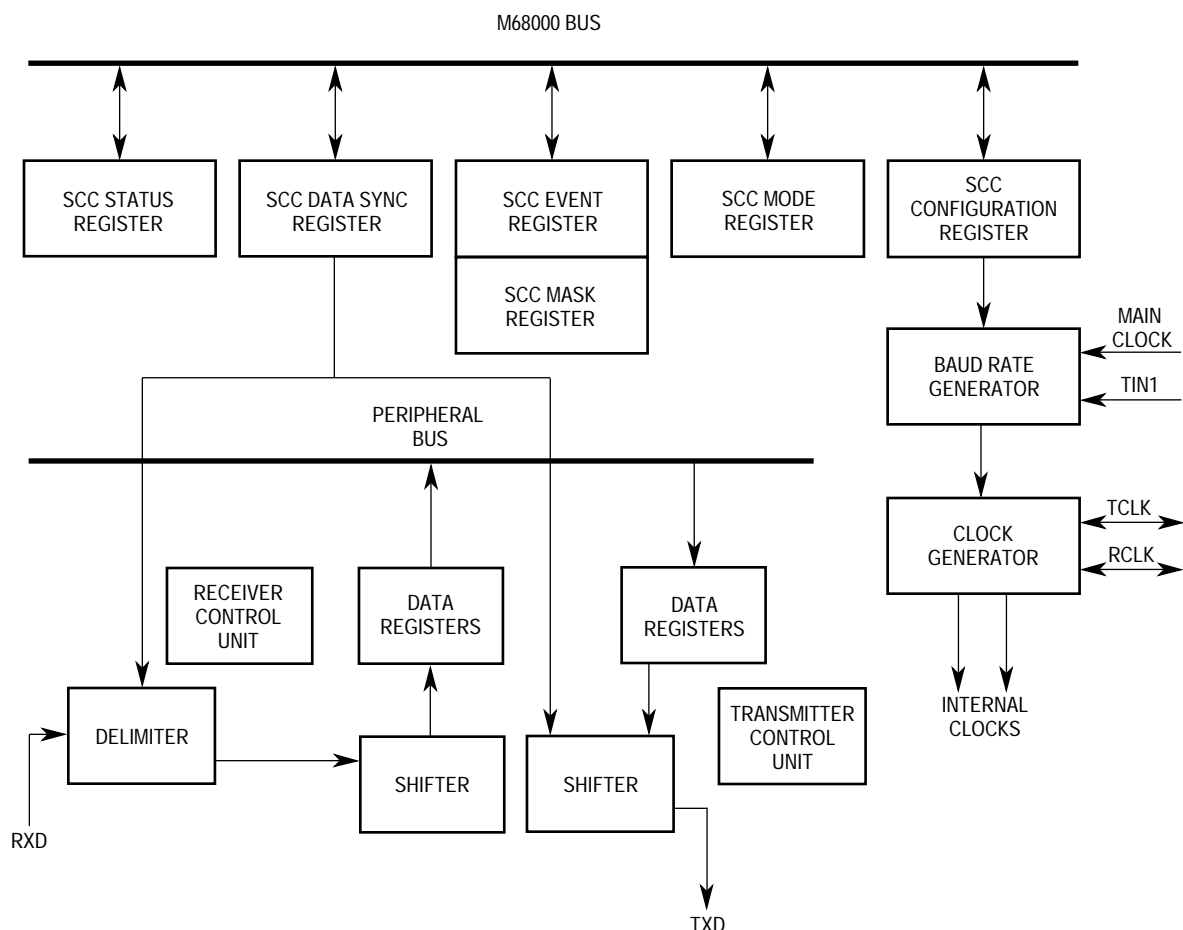 M68000 BUS
SCC STATUS
REGISTER
SCC DATA SYNC
REGISTER
SCC EVENT
REGISTER
SCC MODE
REGISTER
SCC
CONFIGURATION
REGISTER
SCC MASK
REGISTER
MAIN
CLOCK
BAUD RATE
GENERATOR
TIN1
PERIPHERAL
BUS
CLOCK
GENERATOR
TCLK
RCLK
RECEIVER
CONTROL
UNIT
DATA
REGISTERS
DATA
REGISTERS
INTERNAL
CLOCKS
DELIMITER
SHIFTER
SHIFTER
TRANSMITTER
CONTROL
UNIT
RXD
TXD